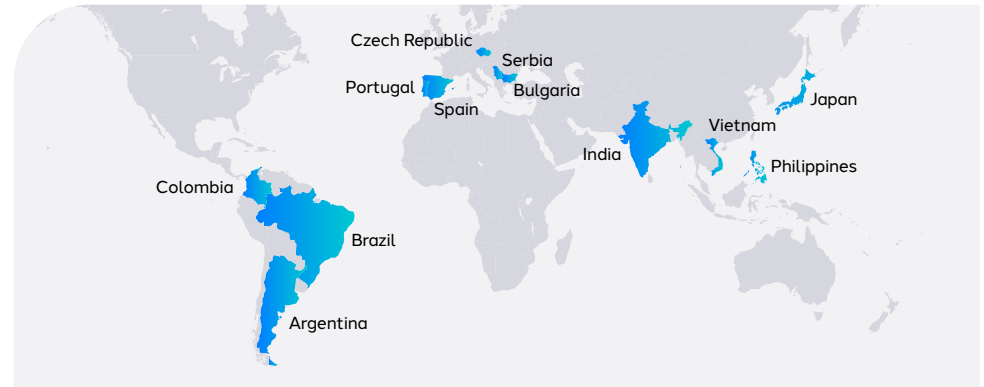 Czech Republic
Serbia
Portugal
Bulgaria
Spain
Japan
Vietnam
India
Philippines
Colombia
Brazil
Argentina